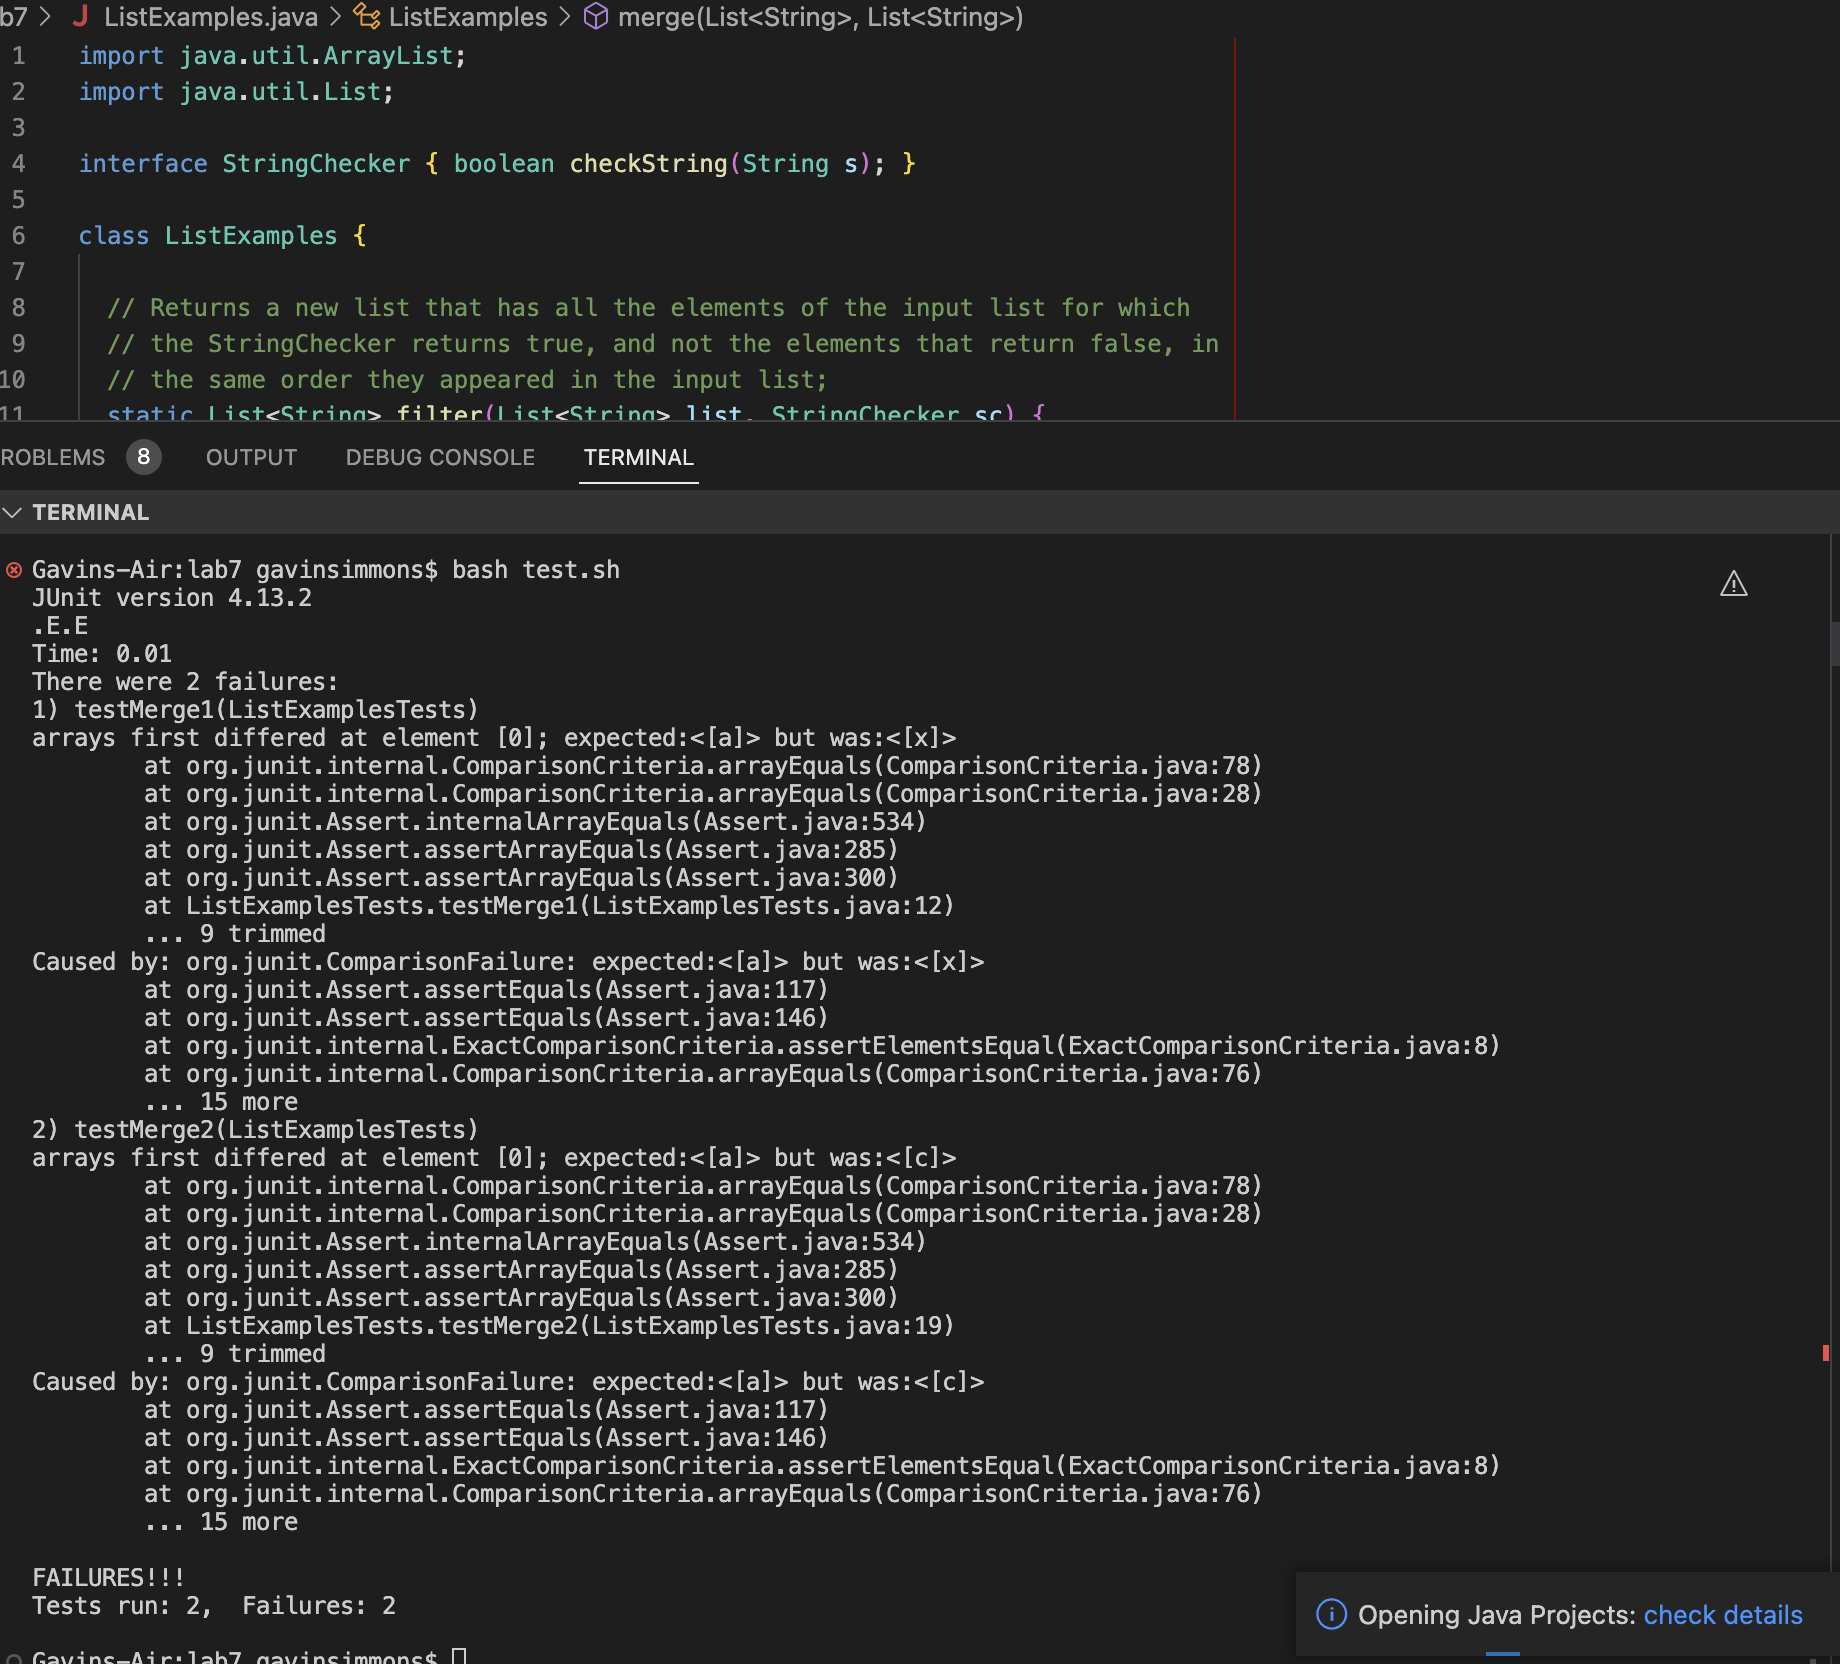 b7 > J ListExamples.java > ListExamples > merge(List<String>, List<String>)
1 import java.util.ArrayList;
2 import java.util.List;
3
4 interface StringChecker { boolean checkString(String s); }
5
6 class ListExamples {
7
8 // Returns a new list that has all the elements of the input list for which
9 // the StringChecker returns true, and not the elements that return false, in
10 // the same order they appeared in the input list;
11 static List<String> filter(List<String> list, StringChecker sc) {
ROBLEMS 8 OUTPUT DEBUG CONSOLE TERMINAL
TERMINAL
Gavins-Air:lab7 gavinsimmons$ bash test.sh
JUnit version 4.13.2
.E.E
Time: 0.01
There were 2 failures:
1) testMerge1(ListExamplesTests)
arrays first differed at element [0]; expected:<[a]> but was:<[x]>
at org.junit.internal.ComparisonCriteria.arrayEquals(ComparisonCriteria.java:78)
at org.junit.internal.ComparisonCriteria.arrayEquals(ComparisonCriteria.java:28)
at org.junit.Assert.internalArrayEquals(Assert.java:534)
at org.junit.Assert.assertArrayEquals(Assert.java:285)
at org.junit.Assert.assertArrayEquals(Assert.java:300)
at ListExamplesTests.testMerge1(ListExamplesTests.java:12)
... 9 trimmed
Caused by: org.junit.ComparisonFailure: expected:<[a]> but was:<[x]>
at org.junit.Assert.assertEquals(Assert.java:117)
at org.junit.Assert.assertEquals(Assert.java:146)
at org.junit.internal.ExactComparisonCriteria.assertElementsEqual(ExactComparisonCriteria.java:8)
at org.junit.internal.ComparisonCriteria.arrayEquals(ComparisonCriteria.java:76)
... 15 more
2) testMerge2(ListExamplesTests)
arrays first differed at element [0]; expected:<[a]> but was:<[c]>
at org.junit.internal.ComparisonCriteria.arrayEquals(ComparisonCriteria.java:78)
at org.junit.internal.ComparisonCriteria.arrayEquals(ComparisonCriteria.java:28)
at org.junit.Assert.internalArrayEquals(Assert.java:534)
at org.junit.Assert.assertArrayEquals(Assert.java:285)
at org.junit.Assert.assertArrayEquals(Assert.java:300)
at ListExamplesTests.testMerge2(ListExamplesTests.java:19)
... 9 trimmed
Caused by: org.junit.ComparisonFailure: expected:<[a]> but was:<[c]>
at org.junit.Assert.assertEquals(Assert.java:117)
at org.junit.Assert.assertEquals(Assert.java:146)
at org.junit.internal.ExactComparisonCriteria.assertElementsEqual(ExactComparisonCriteria.java:8)
at org.junit.internal.ComparisonCriteria.arrayEquals(ComparisonCriteria.java:76)
... 15 more
FAILURES!!!
Tests run: 2,  Failures: 2
Opening Java Projects: check details
Gavins-Air:lab7 gavinsimmons$